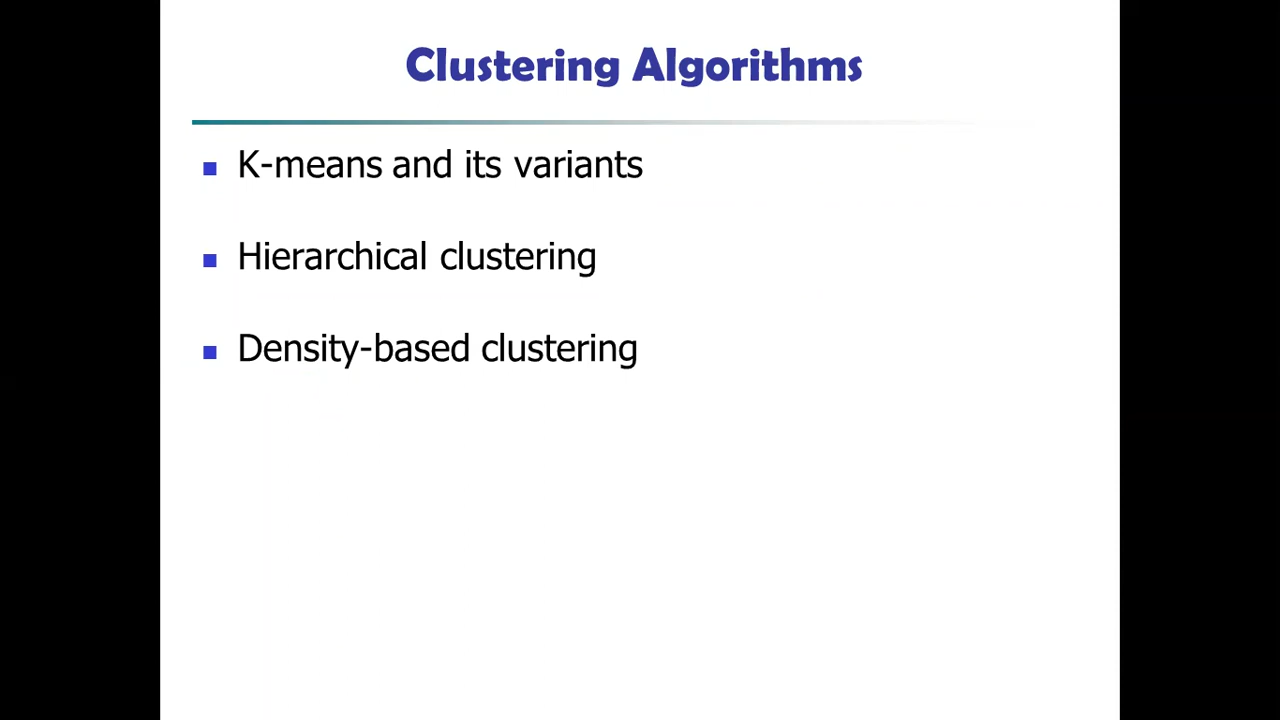 Clustering Algorithms
K-means and its variants
Hierarchical clustering
Density-based clustering